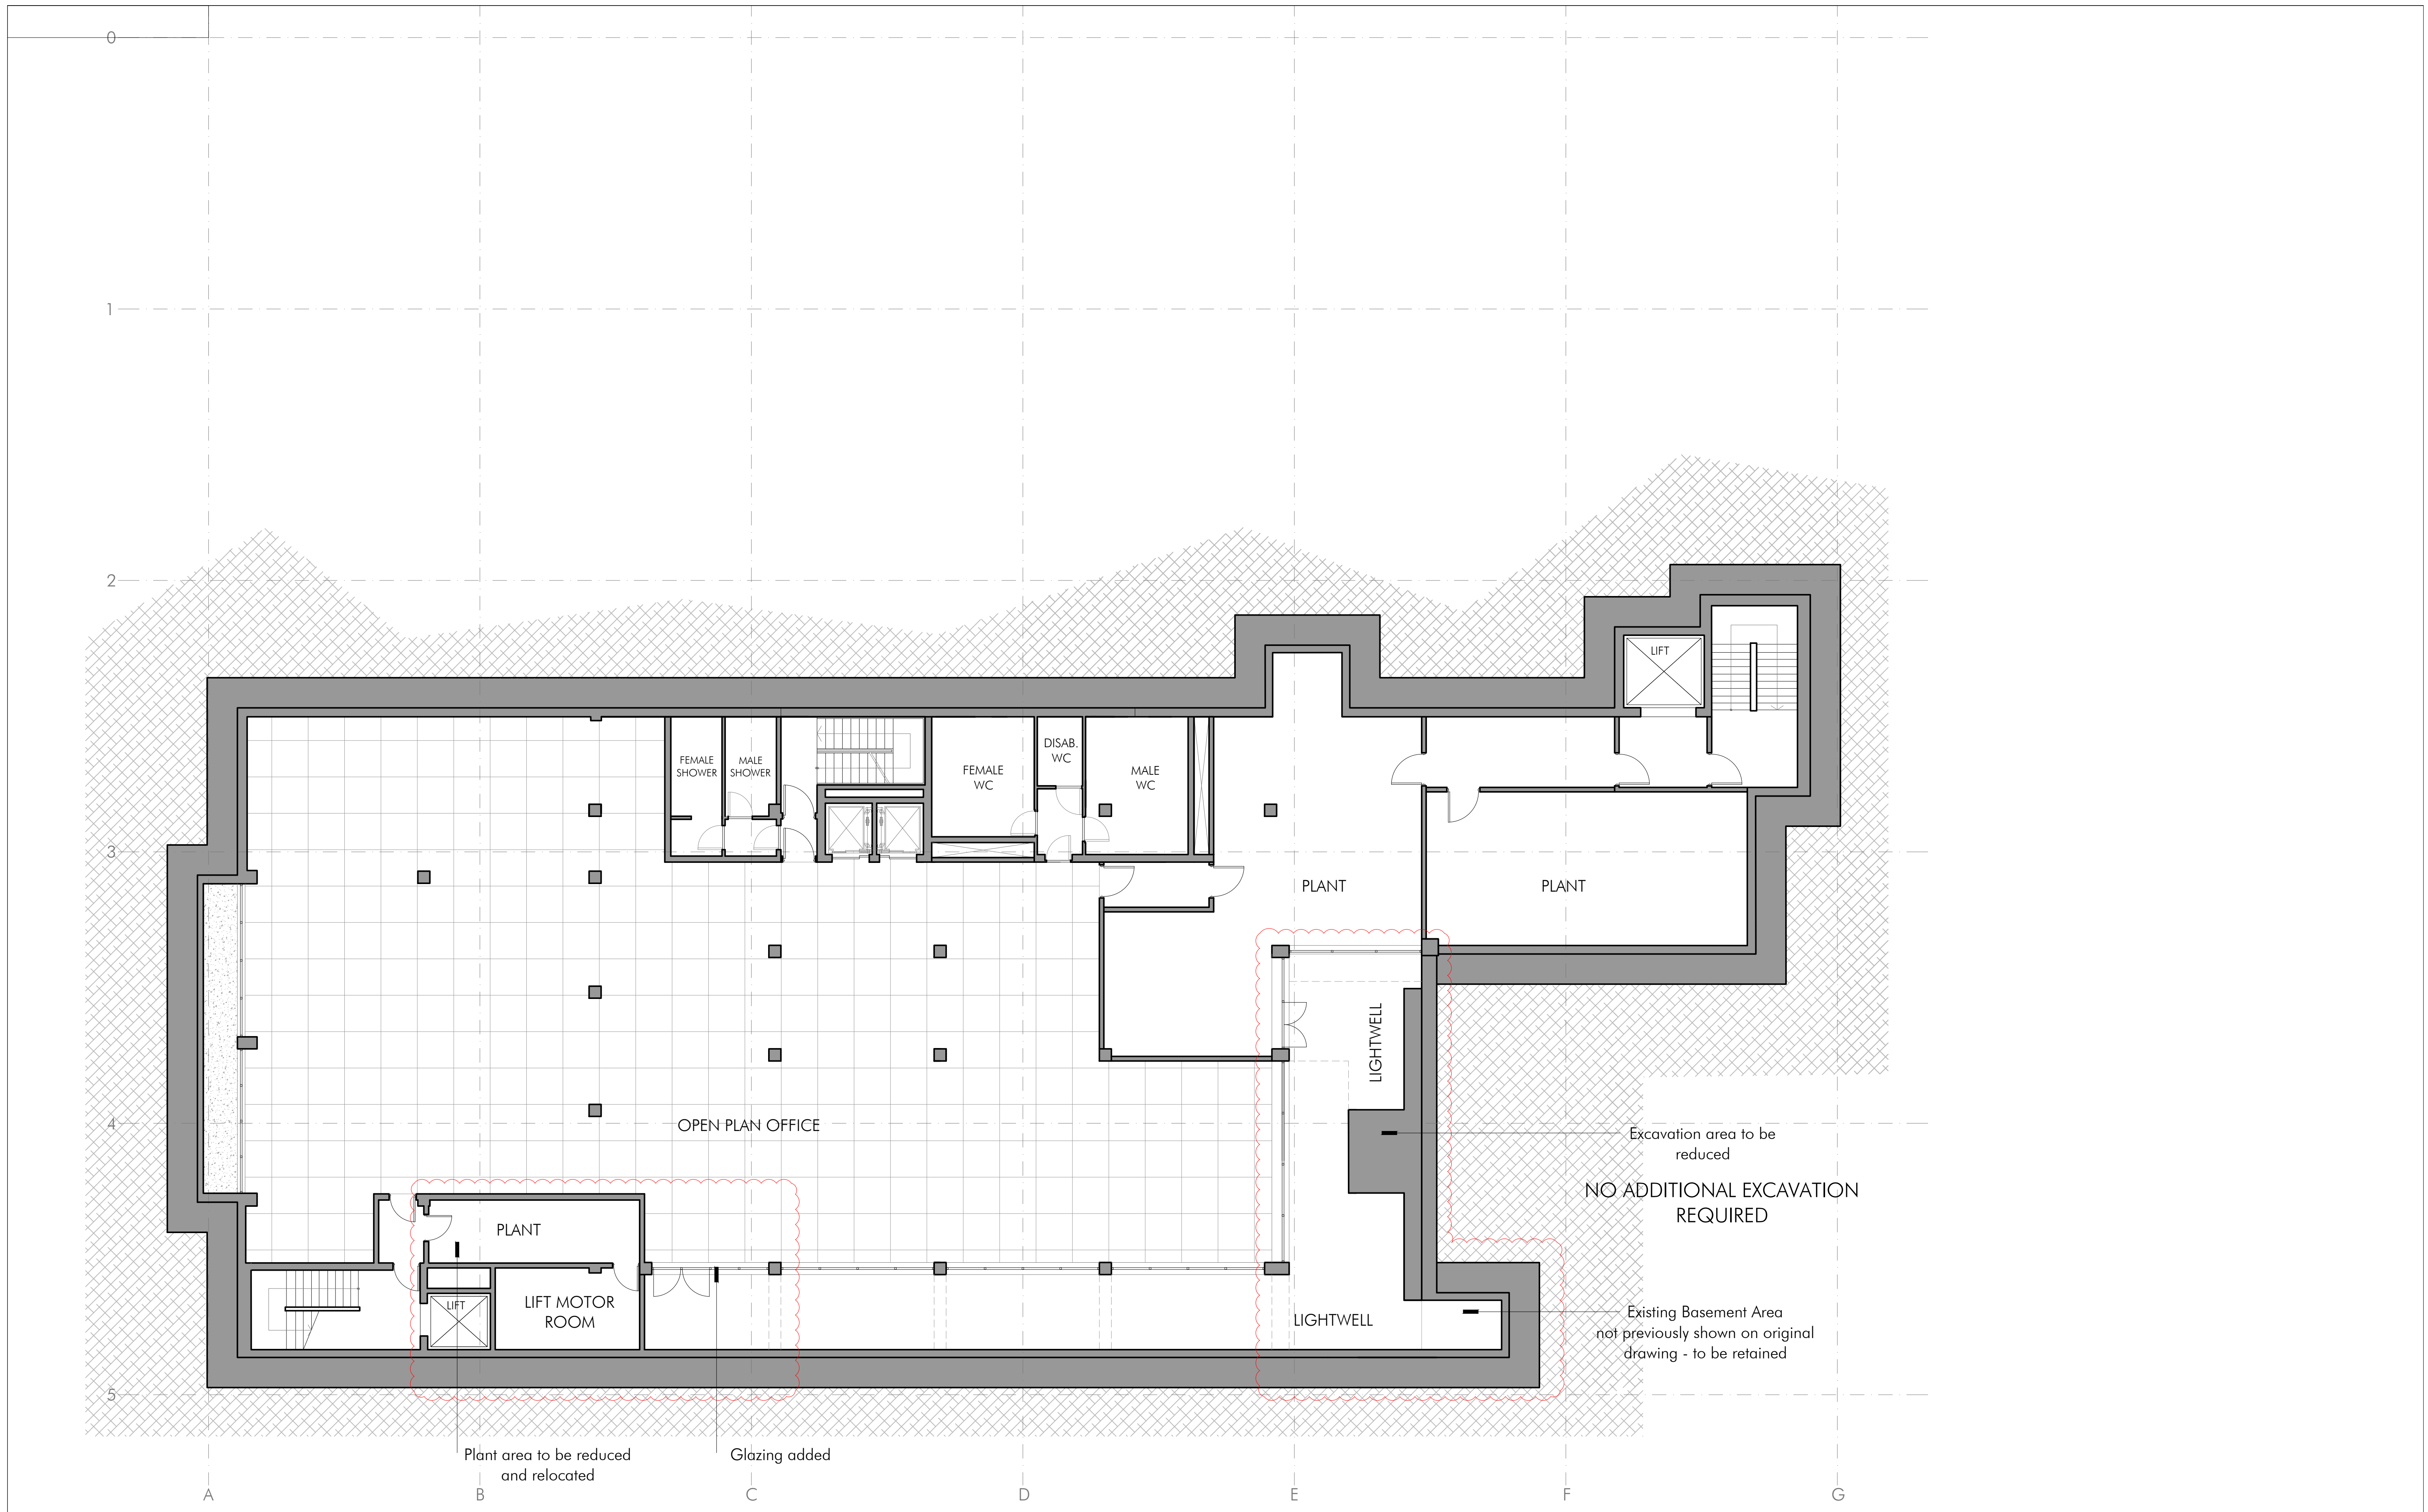 0
1
2
LIFT
FEMALE
SHOWER
MALE
SHOWER
FEMALE
WC
DISAB.
WC
MALE
WC
3
PLANT
PLANT
LIGHTWELL
4
OPEN PLAN OFFICE
Excavation area to be
reduced
NO ADDITIONAL EXCAVATION
REQUIRED
PLANT
LIFT
LIFT MOTOR
ROOM
LIGHTWELL
Existing Basement Area
not previously shown on original
drawing - to be retained
5
Plant area to be reduced
and relocated
Glazing added
A
B
C
D
E
F
G